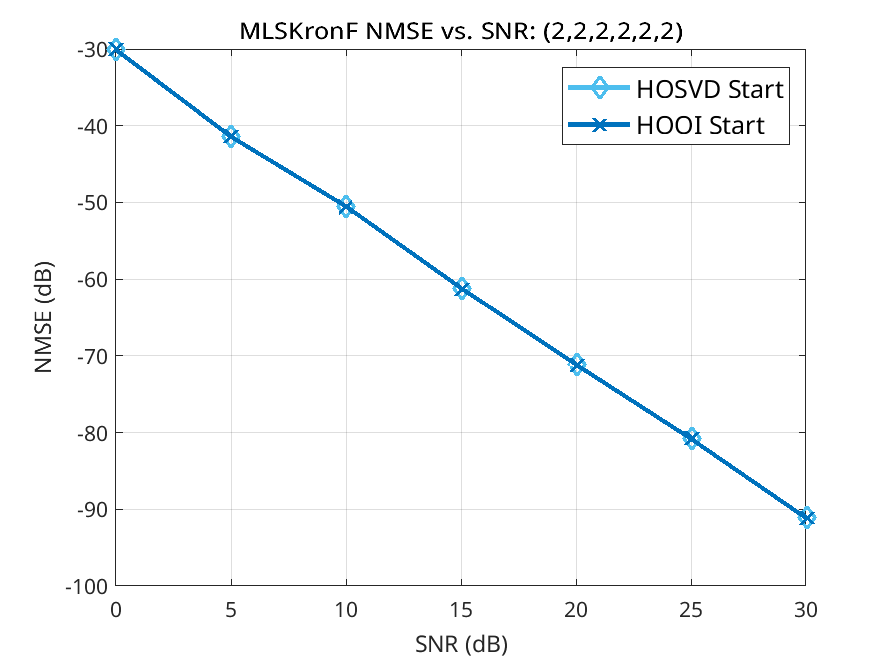 MLSKronF NMSE vs. SNR: (2,2,2,2,2,2)
HOSVD Start
HOOI Start
-30
-40
-50
-60
-70
-80
-90
-100
NMSE (dB)
0 5 10 15 20 25 30
SNR (dB)